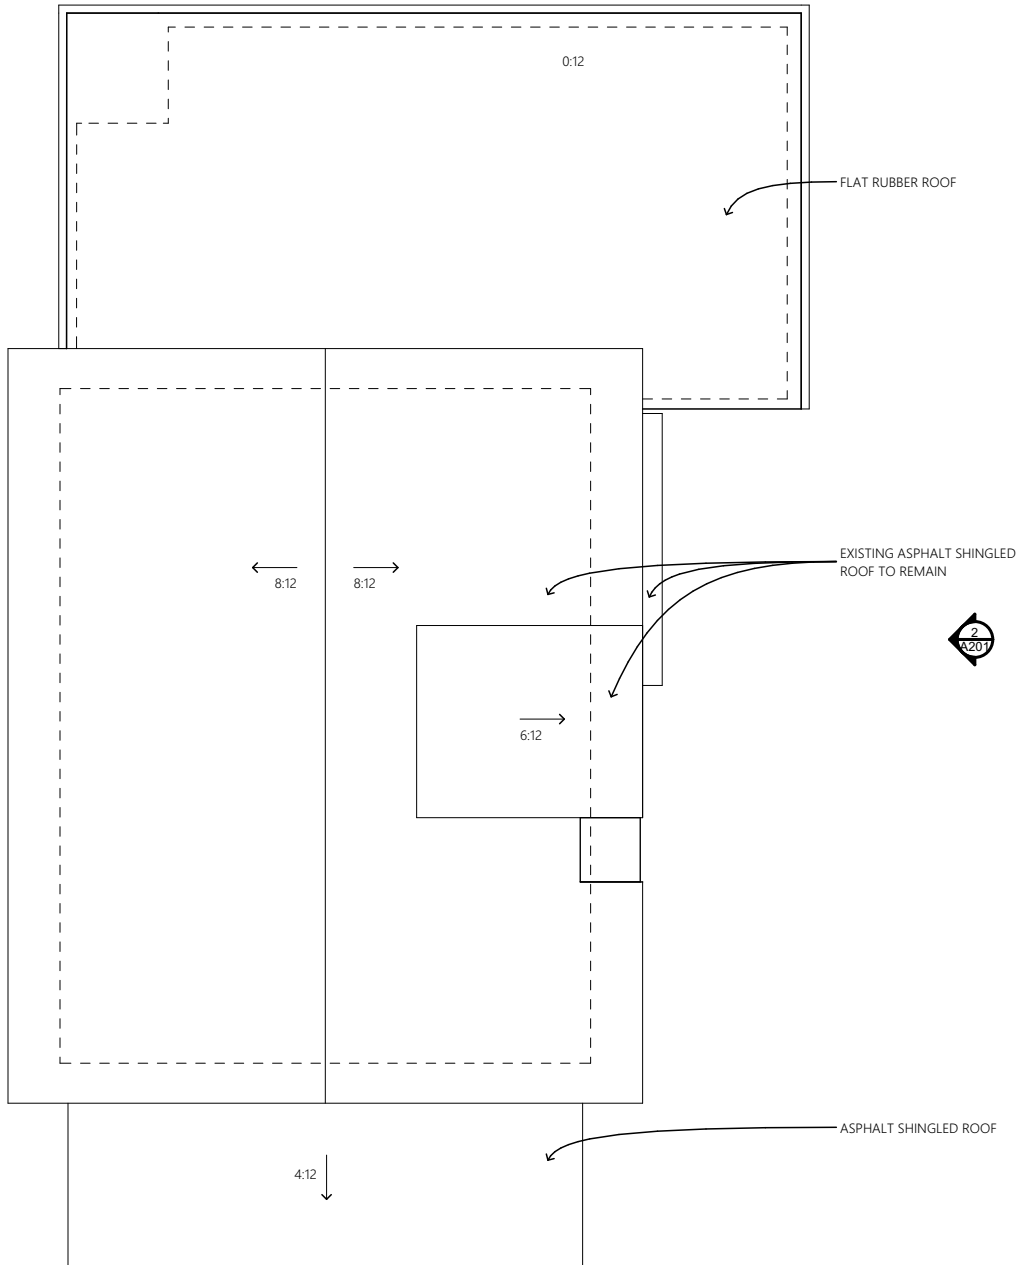 0:12
FLAT RUBBER ROOF
EXISTING ASPHALT SHINGLED
ROOF TO REMAIN
8:12
8:12
2
A201
6:12
ASPHALT SHINGLED ROOF
4:12